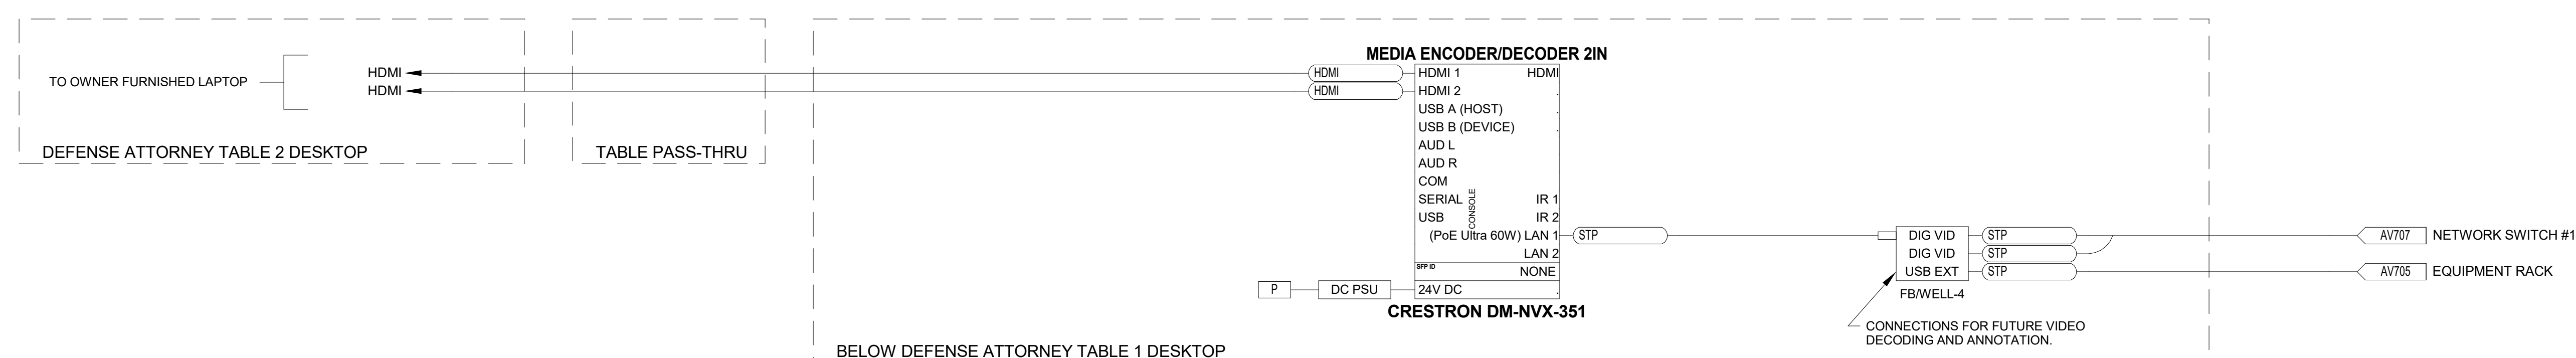 MEDIA ENCODER/DECODER 2IN
TO OWNER FURNISHED LAPTOP
HDMI
HDMI
DEFENSE ATTORNEY TABLE 2 DESKTOP
TABLE PASS-THRU
HDMI
HDMI
HDMI 1 HDMI
HDMI 2 .
USB A (HOST) .
USB B (DEVICE) .
AUD L
AUD R
COM
SERIAL IR 1
USB IR 2
CONSOLE
(PoE Ultra 60W) LAN 1
LAN 2
SFP ID NONE
24V DC .
P
DC PSU
CRESTRON DM-NVX-351
STP
DIG VID STP
DIG VID STP
USB EXT STP
FB/WELL-4
CONNECTIONS FOR FUTURE VIDEO
DECODING AND ANNOTATION.
AV707 NETWORK SWITCH #1
AV705 EQUIPMENT RACK
BELOW DEFENSE ATTORNEY TABLE 1 DESKTOP